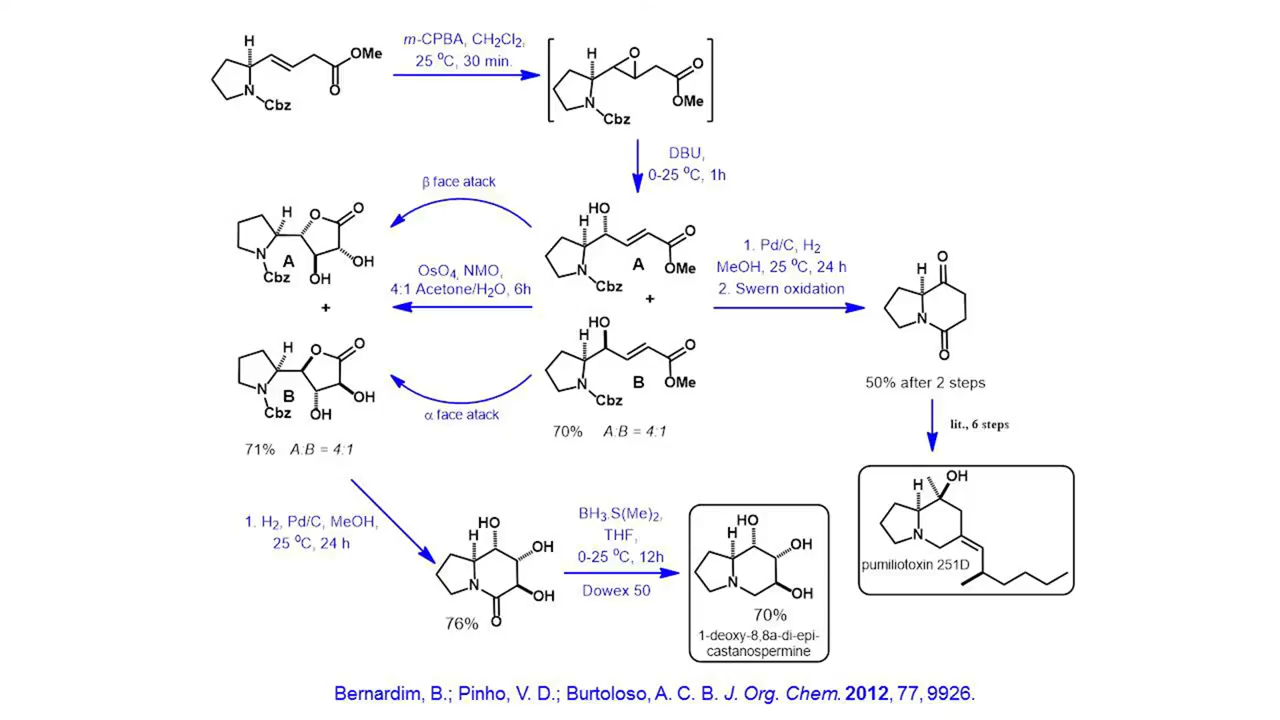 H
OMe
O
N
Cbz
m-CPBA, CH2Cl2,
25 ºC, 30 min.
H
O
O
OMe
N
Cbz
DBU,
0-25 ºC, 1h
β face atack
H
O
O
N
Cbz
A
OH
OH
+
OsO4, NMO,
4:1 Acetone/H2O, 6h
HO
H
O
OMe
N
Cbz
A
+
1. Pd/C, H2
MeOH, 25 ºC, 24 h
2. Swern oxidation
H
O
N
O
50% after 2 steps
H
O
O
N
Cbz
B
OH
OH
71% A:B = 4:1
α face atack
HO
H
O
OMe
N
Cbz
B
70% A:B = 4:1
lit., 6 steps
H
OH
N
pumiliotoxin 251D
1. H2, Pd/C, MeOH,
25 ºC, 24 h
HO
H
OH
OH
N
O
76%
BH3.S(Me)2,
THF,
0-25 ºC, 12h
Dowex 50
HO
H
OH
OH
N
70%
1-deoxy-8,8a-di-epi-
castanospermine
Bernardim, B.; Pinho, V. D.; Burtoloso, A. C. B. J. Org. Chem. 2012, 77, 9926.